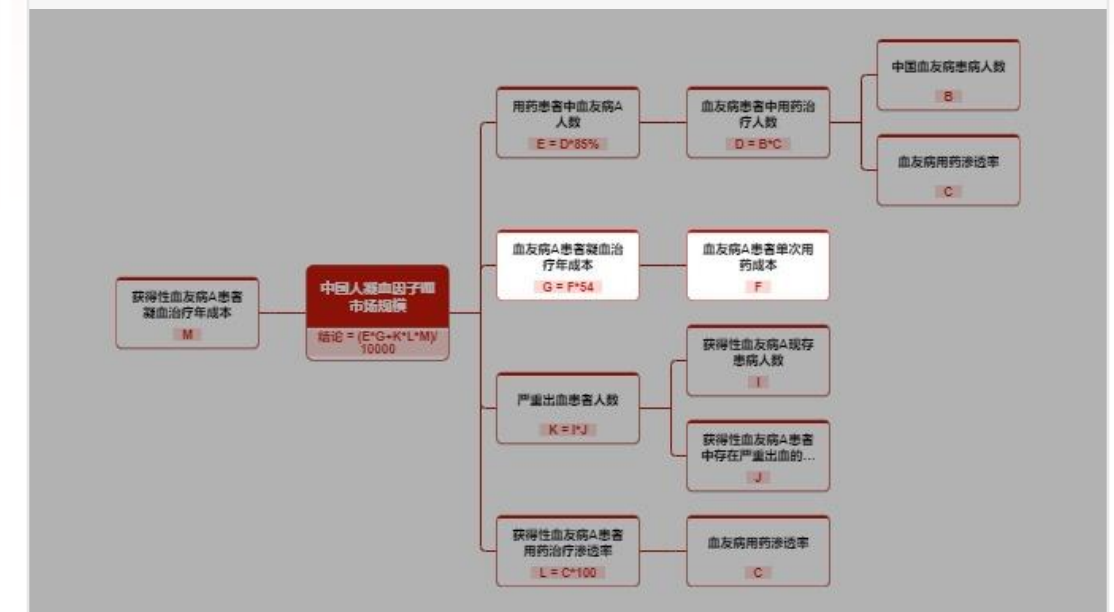 中国血友病患病人数
B
用药患者中血友病A
人数
E = D*85%
血友病患者中用药治
疗人数
D = B*C
血友病用药渗透率
C
血友病A患者凝血治
疗年成本
G = F*54
血友病A患者单次用
药成本
F
获得性血友病A患者
凝血治疗年成本
M
中国人凝血因子Ⅷ
市场规模
结论 = (E*G+K*L*M)/
10000
获得性血友病A现存
患病人数
I
严重出血患者人数
K = I*J
获得性血友病A患者
中存在严重出血的...
J
获得性血友病A患者
用药治疗渗透率
L = C*100
血友病用药渗透率
C